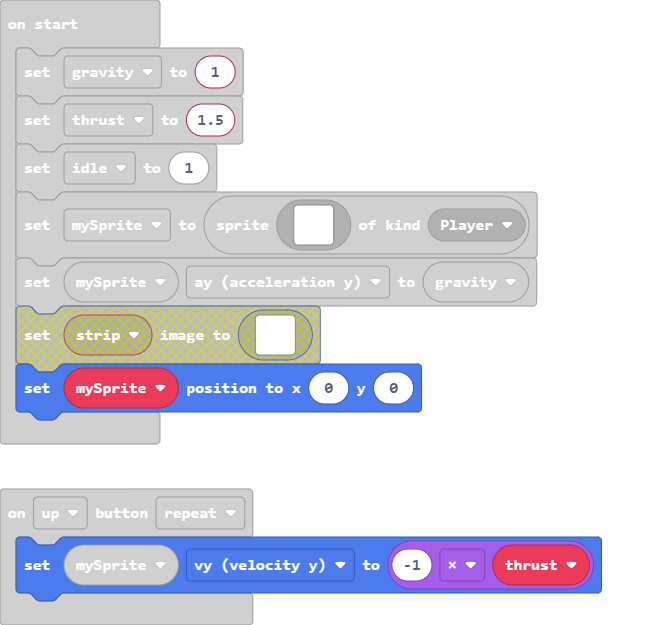 on start
set gravity to 1
set thrust to 1.5
set idle to 1
set mySprite to sprite of kind Player
set mySprite ay (acceleration y) to gravity
set strip image to
set mySprite position to x 0 y 0
on up button repeat
set mySprite vy (velocity y) to -1 × thrust